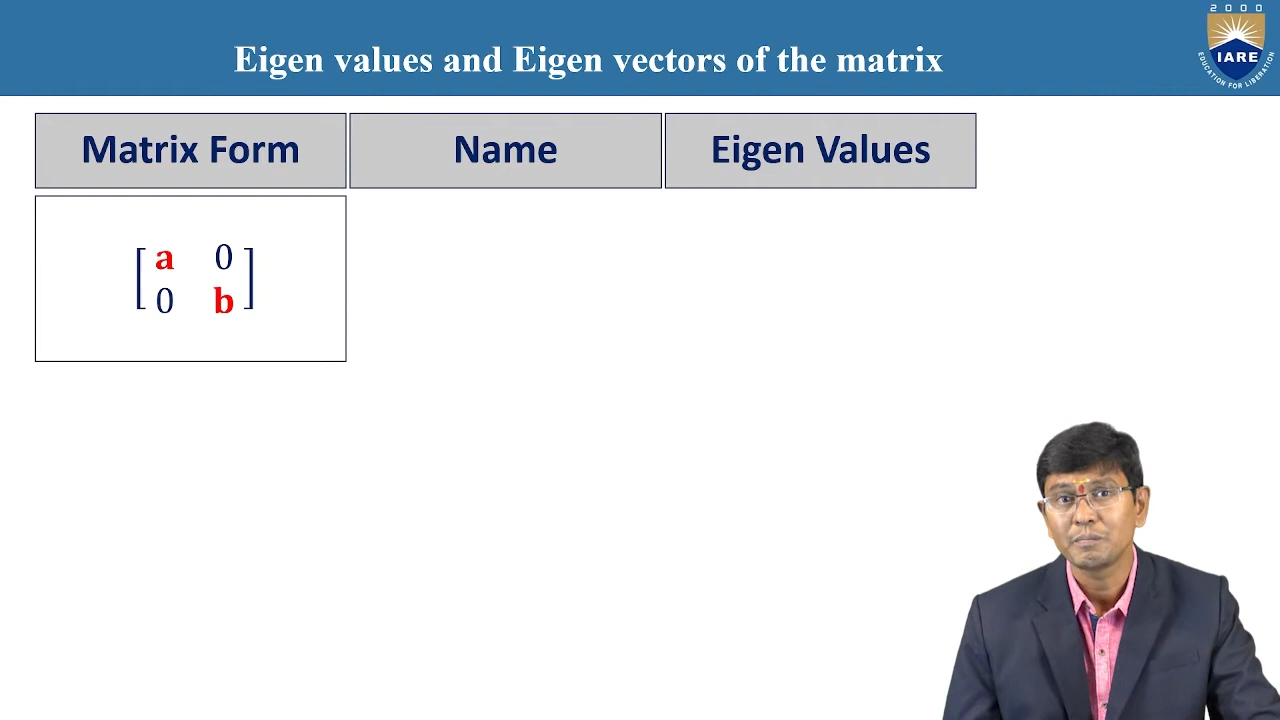 2000
IARE
EDUCATION FOR LIBERATION
Eigen values and Eigen vectors of the matrix
Matrix Form Name Eigen Values
a 0
0 b